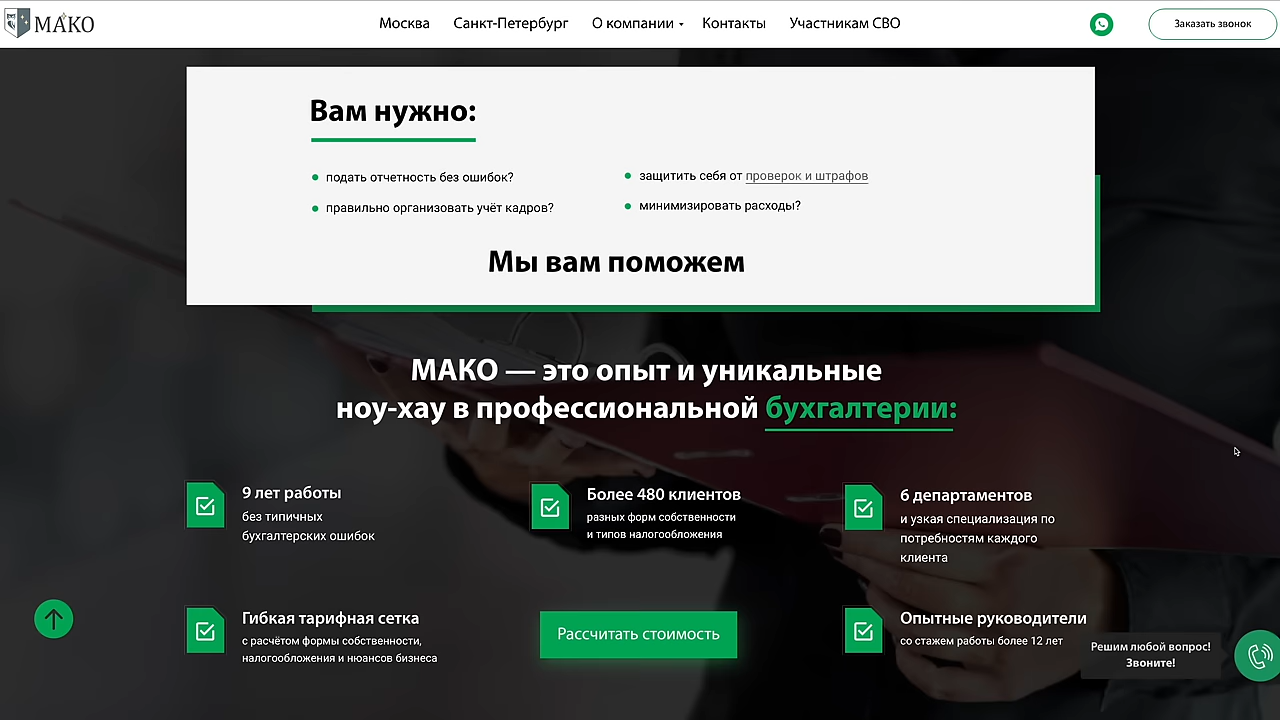 МАКО
Москва
Санкт-Петербург
О компании
Контакты
Участникам СВО
Заказать звонок
Вам нужно:
подать отчетность без ошибок?
правильно организовать учёт кадров?
защитить себя от проверок и штрафов
минимизировать расходы?
Мы вам поможем
МАКО — это опыт и уникальные
ноу-хау в профессиональной бухгалтерии:
9 лет работы
без типичных
бухгалтерских ошибок
Более 480 клиентов
разных форм собственности
и типов налогообложения
6 департаментов
и узкая специализация по
потребностям каждого
клиента
Гибкая тарифная сетка
с расчётом формы собственности,
налогообложения и нюансов бизнеса
Рассчитать стоимость
Опытные руководители
со стажем работы более 12 лет
Решим любой вопрос!
Звоните!